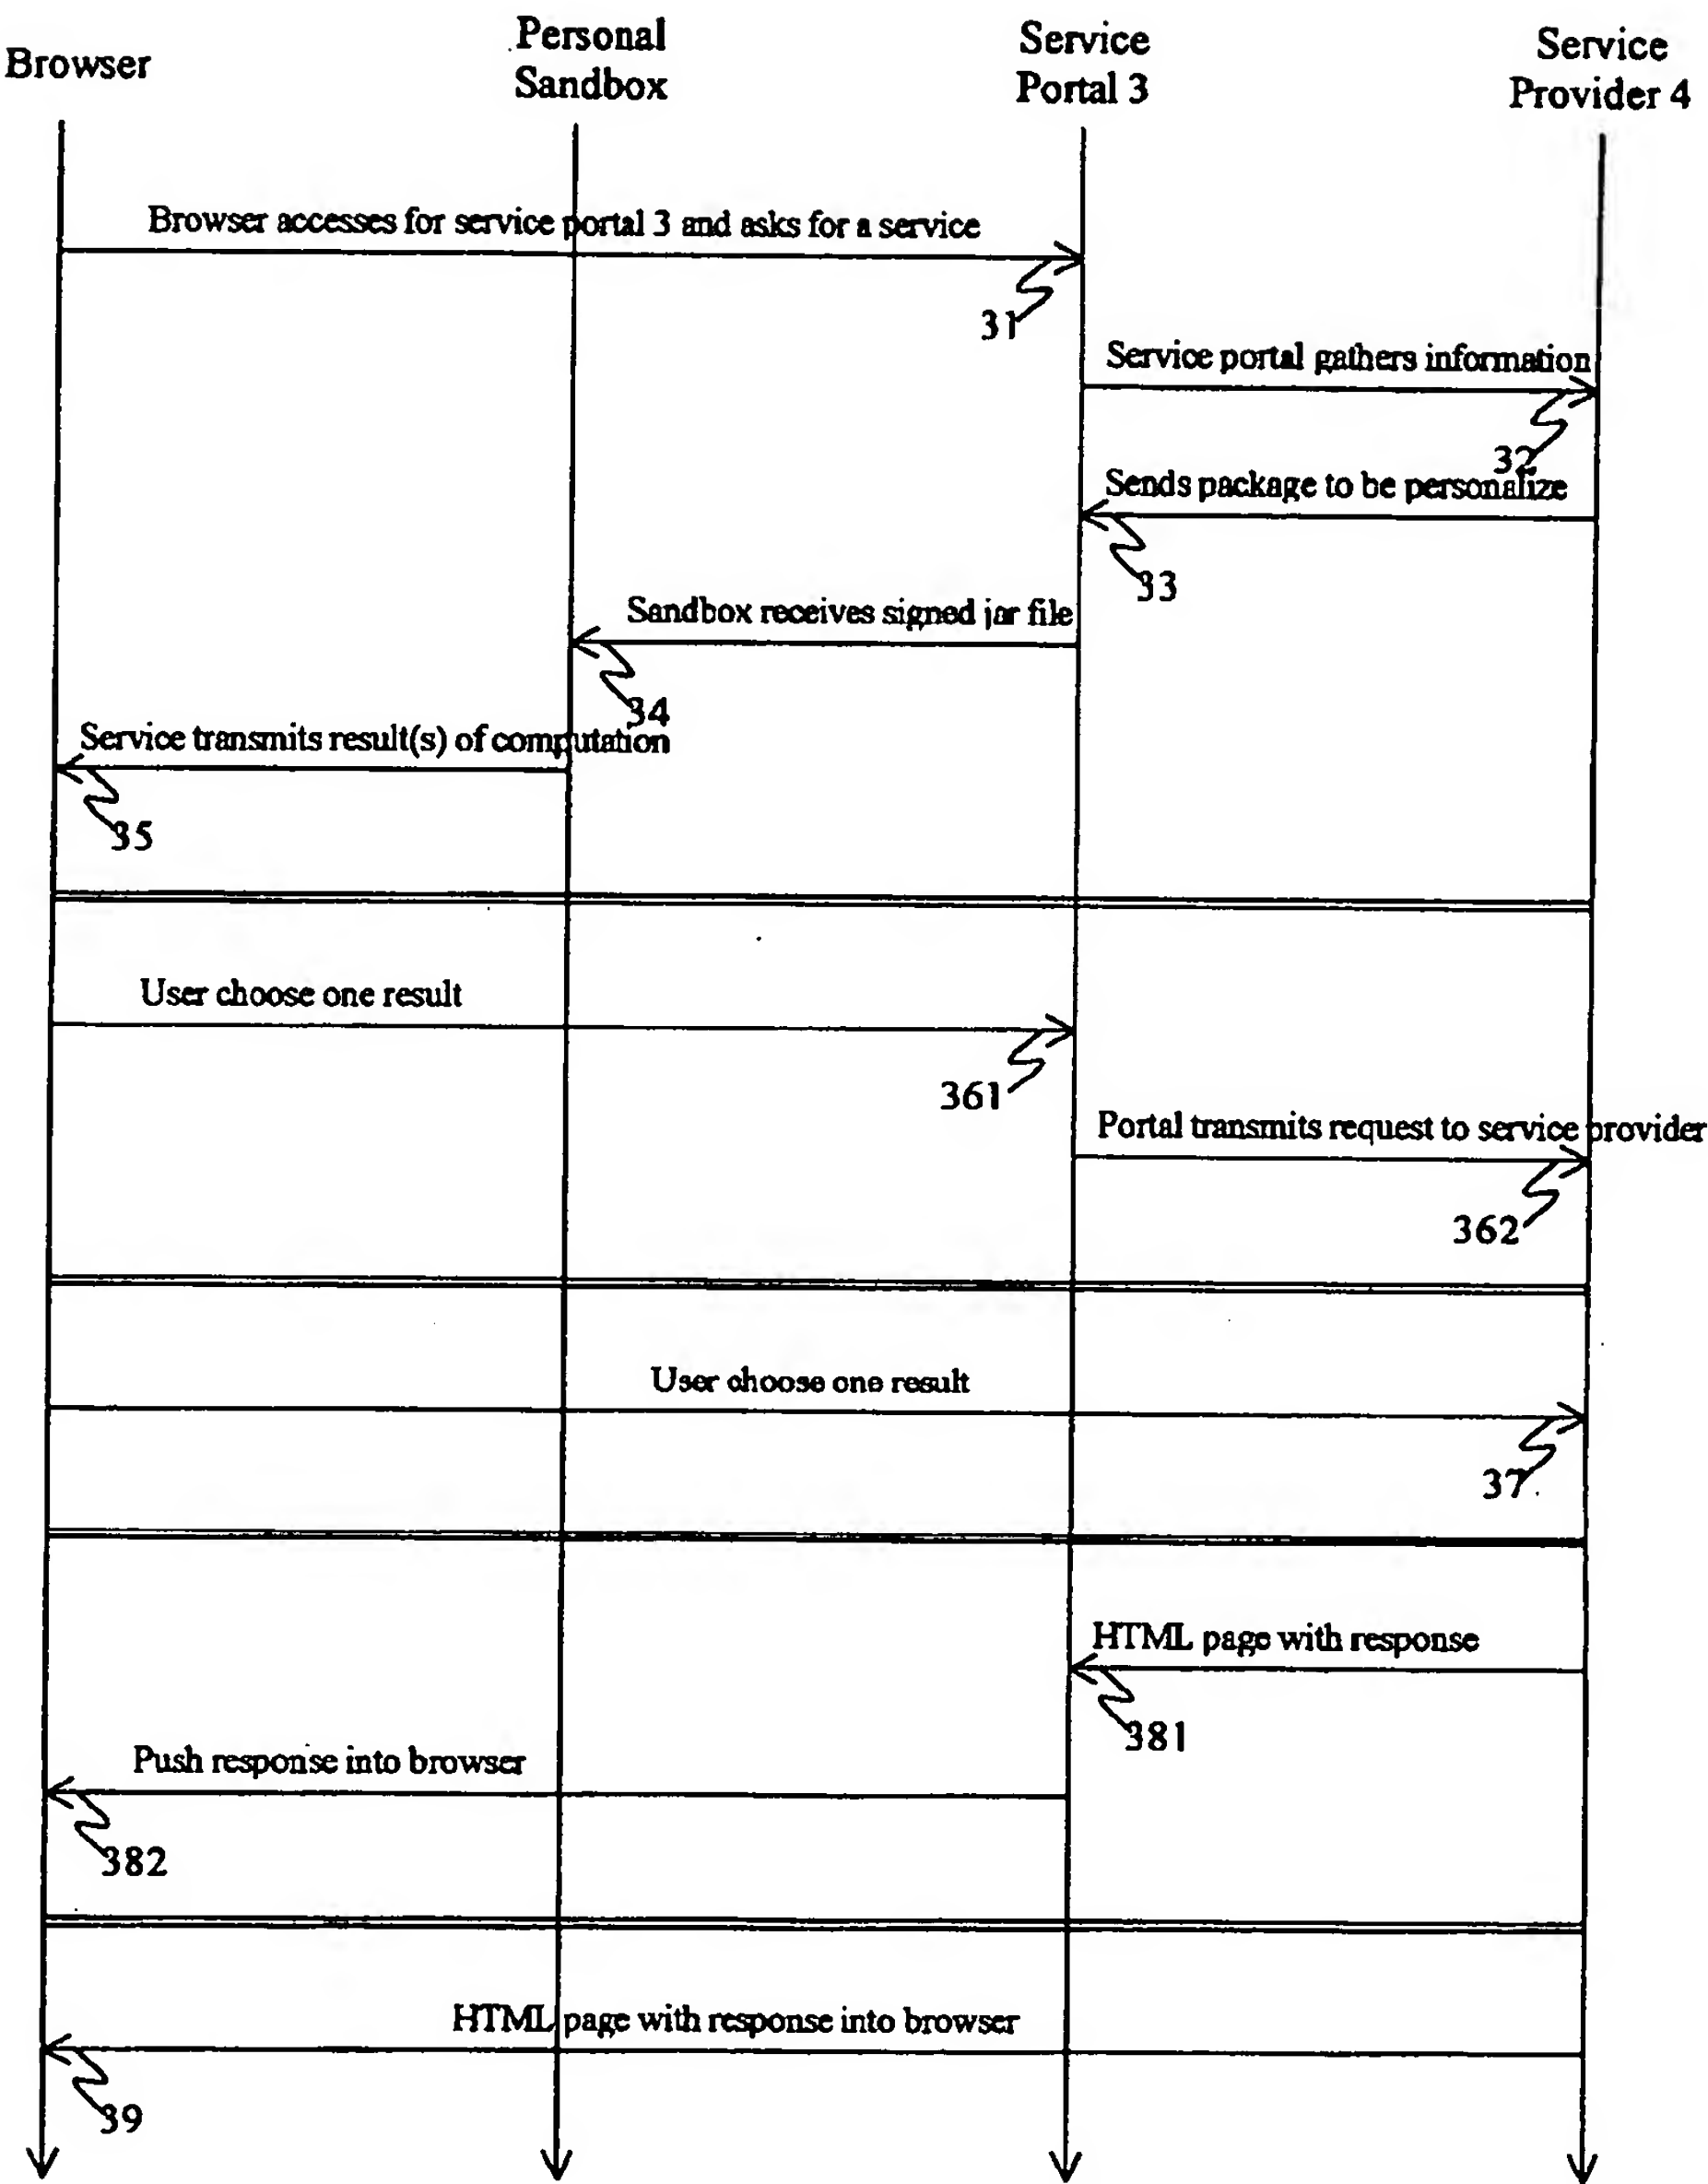 Browser
Personal
Sandbox
Service
Portal 3
Service
Provider 4
Browser accesses for service portal 3 and asks for a service
31
Service portal gathers information
32
Sends package to be personalize
33
Sandbox receives signed jar file
34
Service transmits result(s) of computation
35
User choose one result
361
Portal transmits request to service provider
362
User choose one result
37
HTML page with response
381
Push response into browser
382
HTML page with response into browser
39